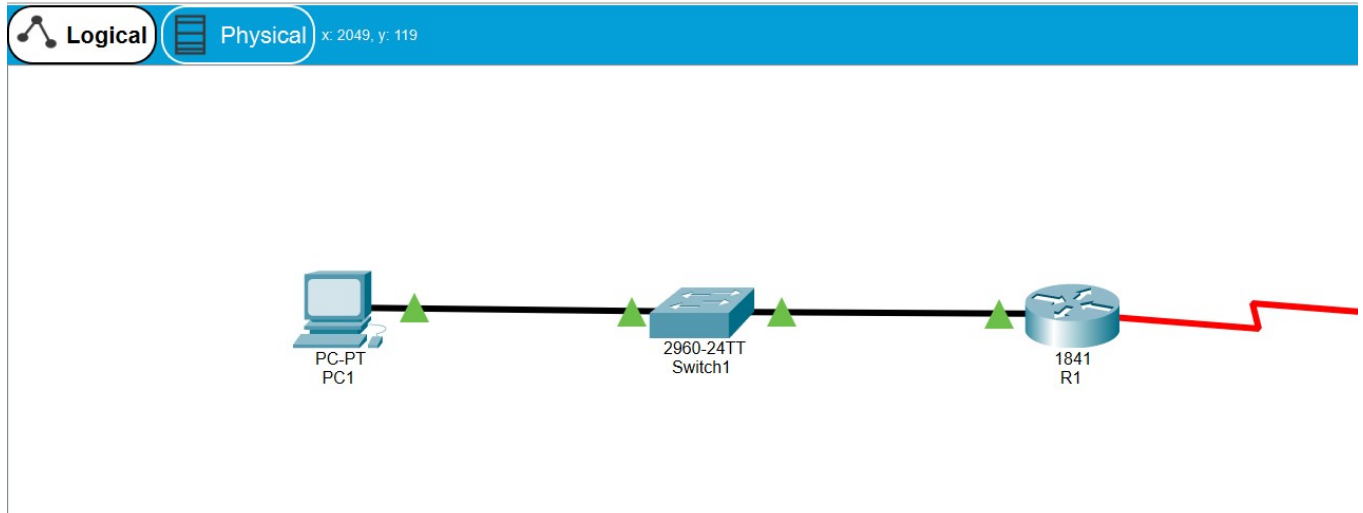 Logical
Physical
x: 2049, y: 119
PC-PT
PC1
2960-24TT
Switch1
1841
R1